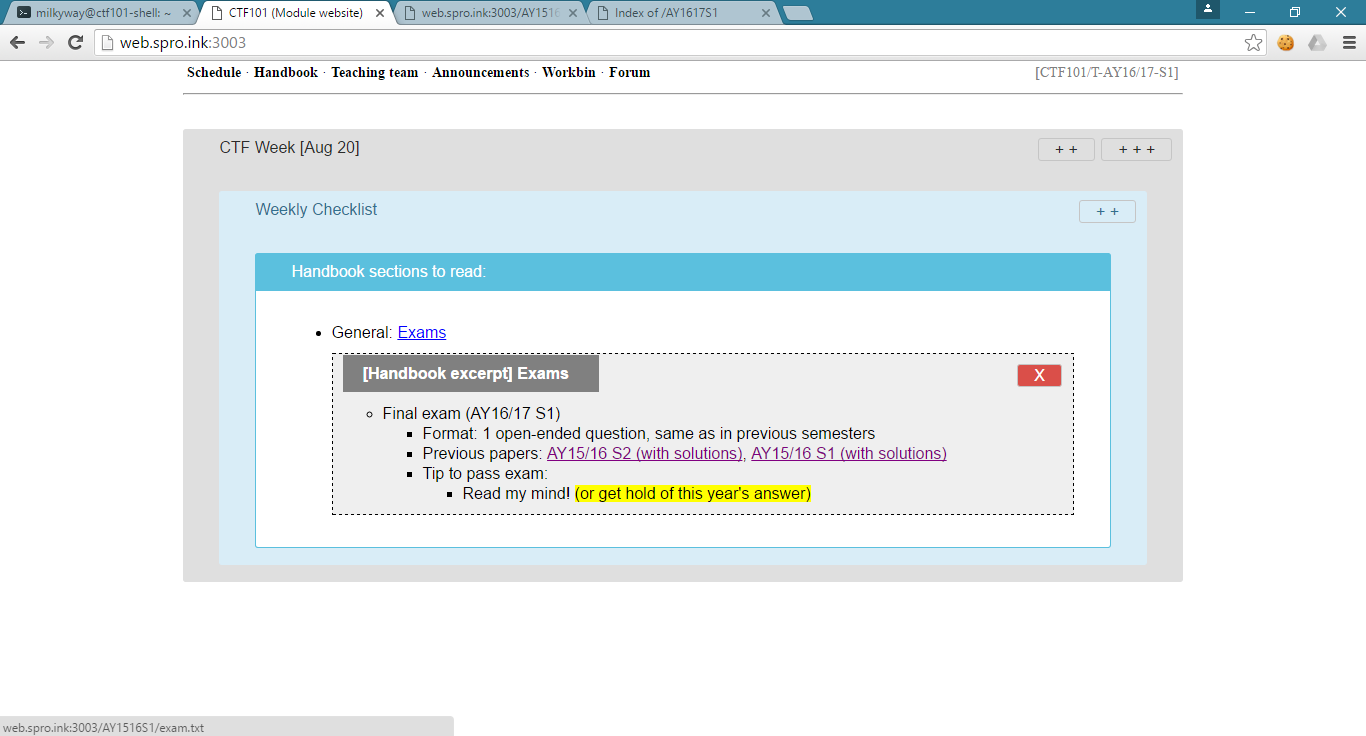 milkyway@ctf101-shell: ~
CTF101 (Module website)
web.spro.ink:3003/AY1516
Index of /AY1617S1
web.spro.ink:3003
Schedule · Handbook · Teaching team · Announcements · Workbin · Forum
[CTF101/T-AY16/17-S1]
CTF Week [Aug 20]
+ +
+ + +
Weekly Checklist
+ +
Handbook sections to read:
• General: Exams
[Handbook excerpt] Exams
X
Final exam (AY16/17 S1)
Format: 1 open-ended question, same as in previous semesters
Previous papers: AY15/16 S2 (with solutions), AY15/16 S1 (with solutions)
Tip to pass exam:
Read my mind! (or get hold of this year's answer)
web.spro.ink:3003/AY1516S1/exam.txt